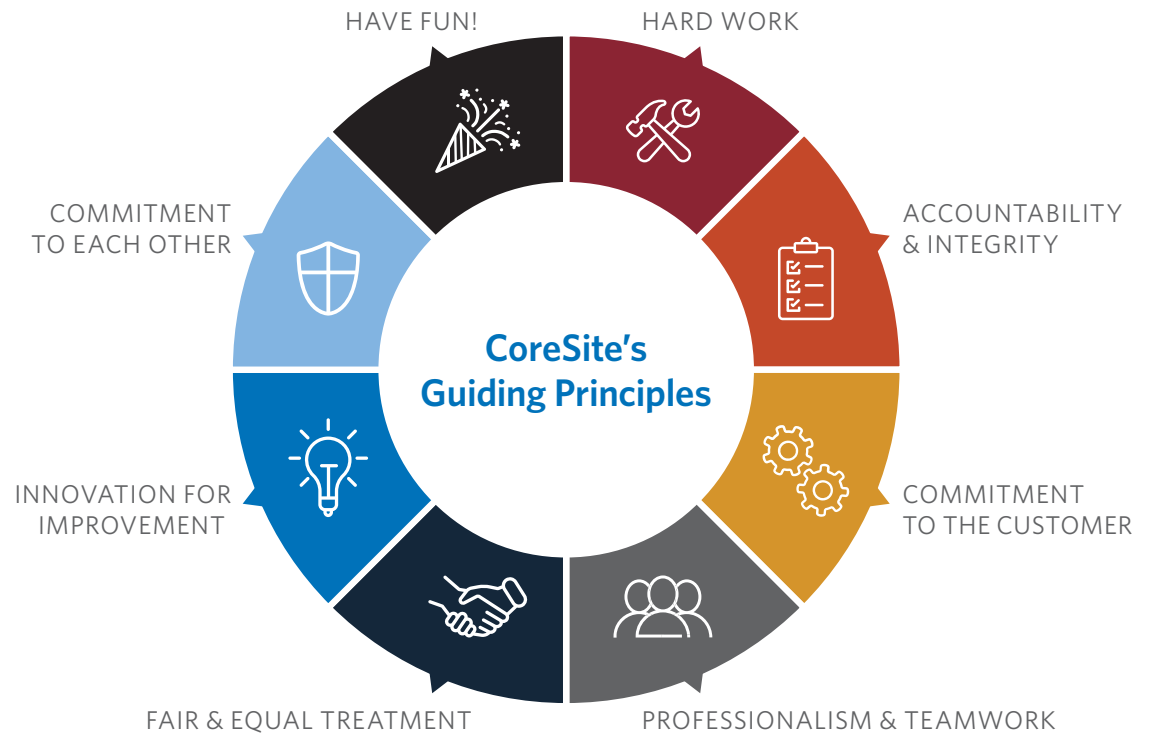 HAVE FUN!
HARD WORK
COMMITMENT
TO EACH OTHER
ACCOUNTABILITY
& INTEGRITY
CoreSite's
Guiding Principles
INNOVATION FOR
IMPROVEMENT
COMMITMENT
TO THE CUSTOMER
FAIR & EQUAL TREATMENT
PROFESSIONALISM & TEAMWORK